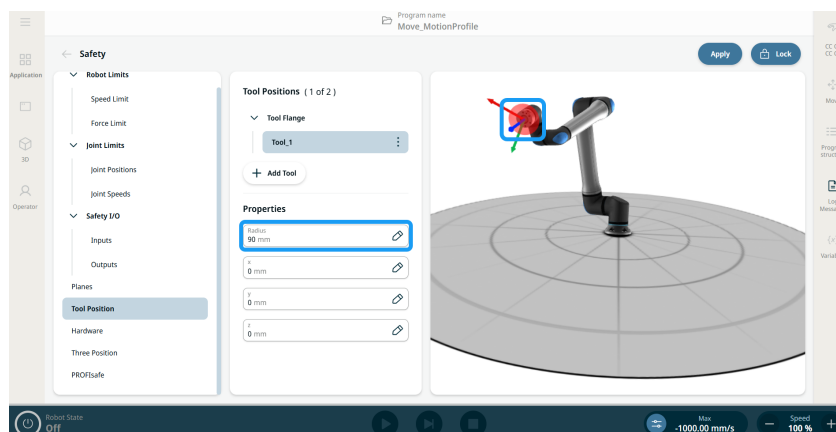 Program name
Move_MotionProfile
Safety
Apply
Lock
Application
3D
Operator
Robot Limits
Speed Limit
Force Limit
Joint Limits
Joint Positions
Joint Speeds
Safety I/O
Inputs
Outputs
Planes
Tool Position
Hardware
Three Position
PROFIsafe
Tool Positions ( 1 of 2 )
Tool Flange
Tool_1
Add Tool
Properties
Radius
90 mm
x
0 mm
y
0 mm
z
0 mm
Robot State
Off
Max
-1000.00 mm/s
Speed
100 %